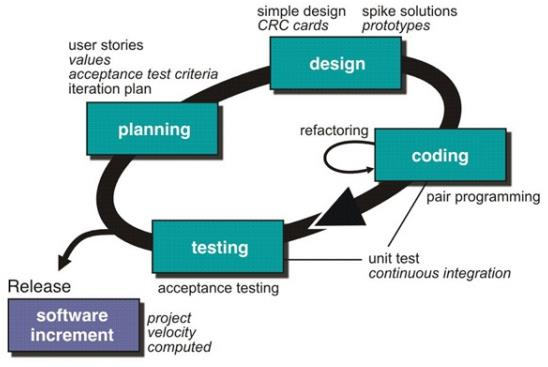 simple design
CRC cards
spike solutions
prototypes
user stories
values
acceptance test criteria
iteration plan
design
planning
refactoring
coding
pair programming
testing
unit test
continuous integration
acceptance testing
Release
software
increment
project
velocity
computed